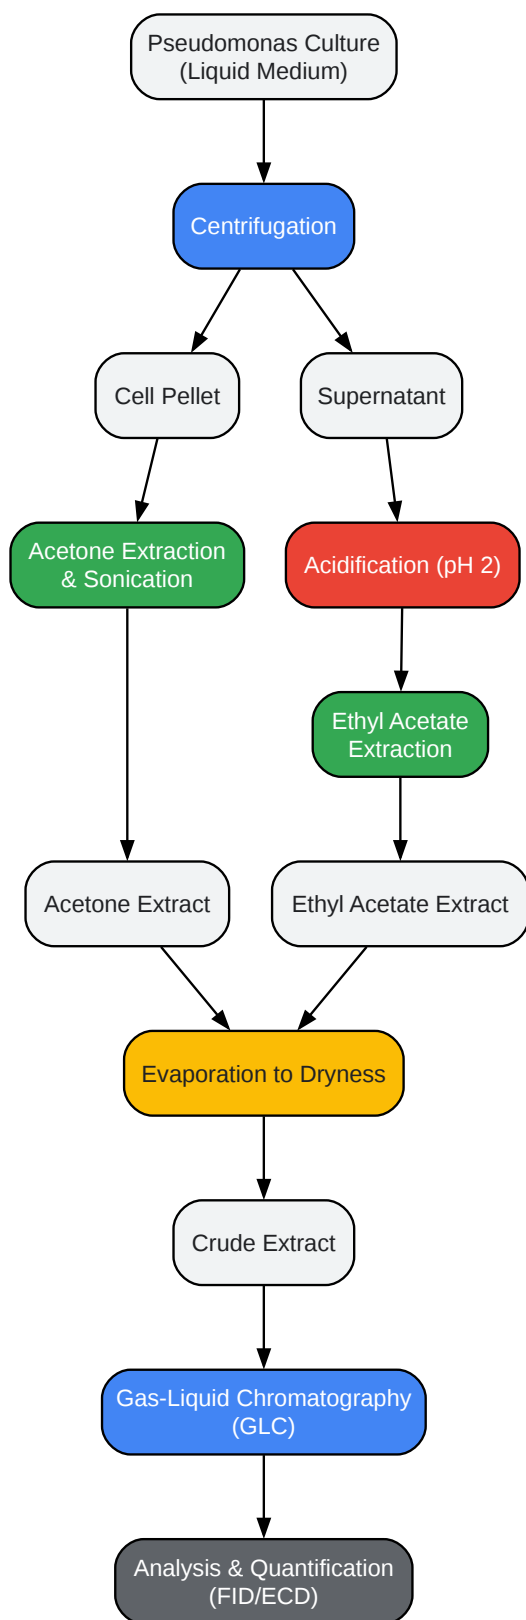 Pseudomonas Culture
(Liquid Medium)
Centrifugation
Cell Pellet
Supernatant
Acetone Extraction
& Sonication
Acidification (pH 2)
Ethyl Acetate
Extraction
Acetone Extract
Ethyl Acetate Extract
Evaporation to Dryness
Crude Extract
Gas-Liquid Chromatography
(GLC)
Analysis & Quantification
(FID/ECD)